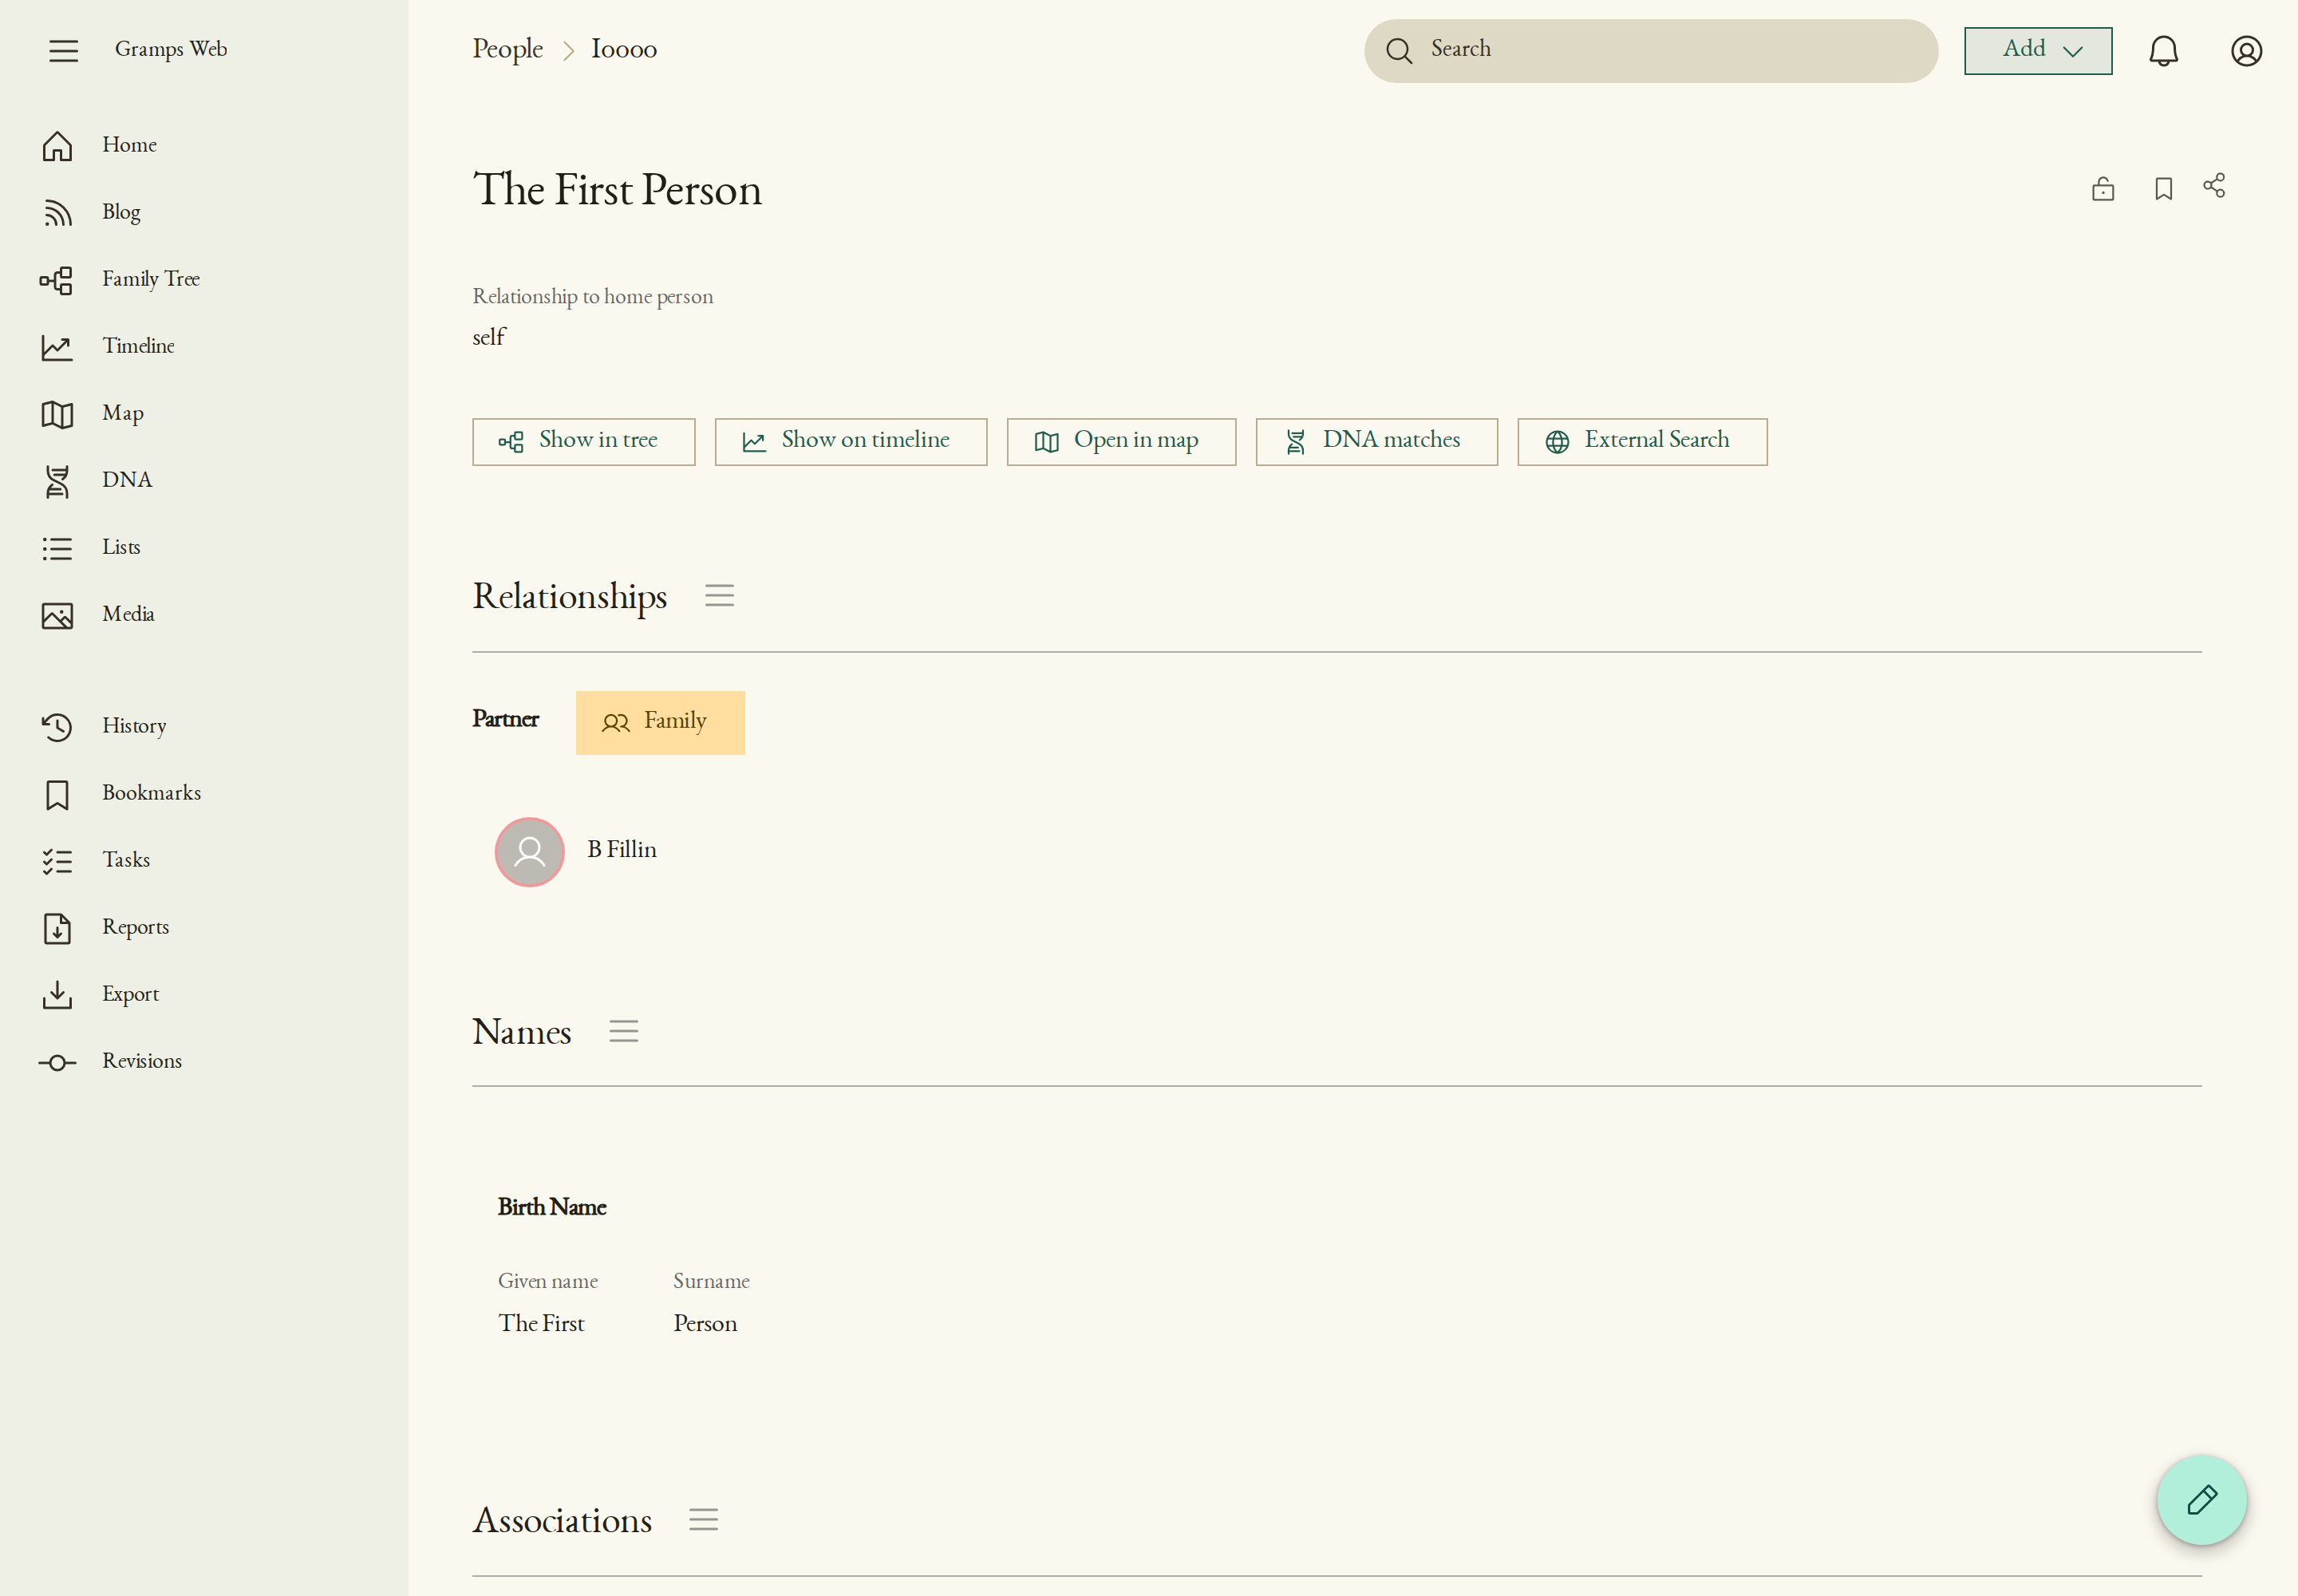 Gramps Web
Home
Blog
Family Tree
Timeline
Map
DNA
Lists
Media
History
Bookmarks
Tasks
Reports
Export
Revisions
People > I0000
Search
Add
The First Person
Relationship to home person
self
Show in tree
Show on timeline
Open in map
DNA matches
External Search
Relationships
Partner
Family
B Fillin
Names
Birth Name
Given name Surname
The First Person
Associations